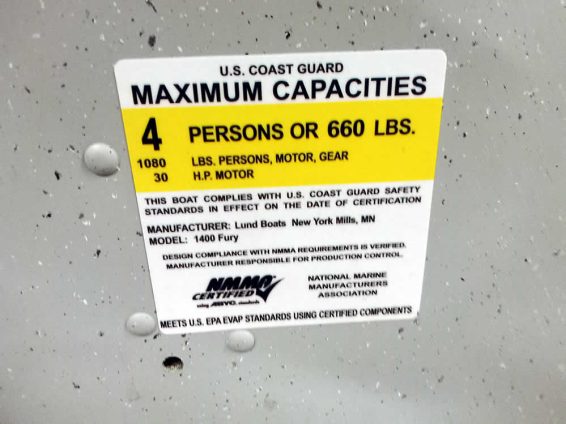 U.S. COAST GUARD
MAXIMUM CAPACITIES
4 PERSONS OR 660 LBS.
1080 LBS. PERSONS, MOTOR, GEAR
30 H.P. MOTOR
THIS BOAT COMPLIES WITH U.S. COAST GUARD SAFETY
STANDARDS IN EFFECT ON THE DATE OF CERTIFICATION
MANUFACTURER: Lund Boats New York Mills, MN
MODEL: 1400 Fury
DESIGN COMPLIANCE WITH NMMA REQUIREMENTS IS VERIFIED.
MANUFACTURER RESPONSIBLE FOR PRODUCTION CONTROL.
NMMA
CERTIFIED
using ABYC standards
NATIONAL MARINE
MANUFACTURERS
ASSOCIATION
MEETS U.S. EPA EVAP STANDARDS USING CERTIFIED COMPONENTS